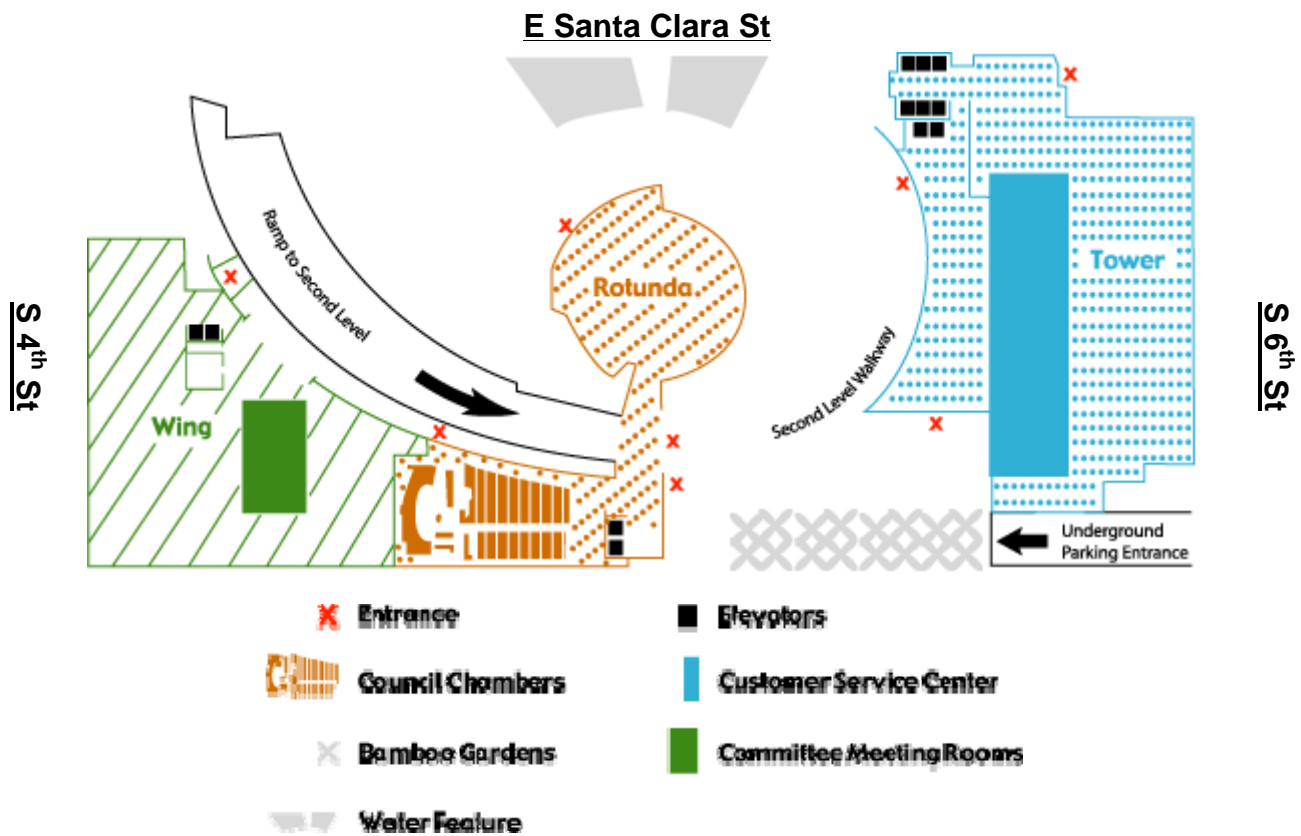 E Santa Clara St
Ramp to Second Level
Rotunda
Tower
S 4th St
S 6th St
Second Level Walkway
Wing
Underground
Parking Entrance
Entrance
Elevators
Council Chambers
Customer Service Center
Bamboo Gardens
Committee Meeting Rooms
Water Feature